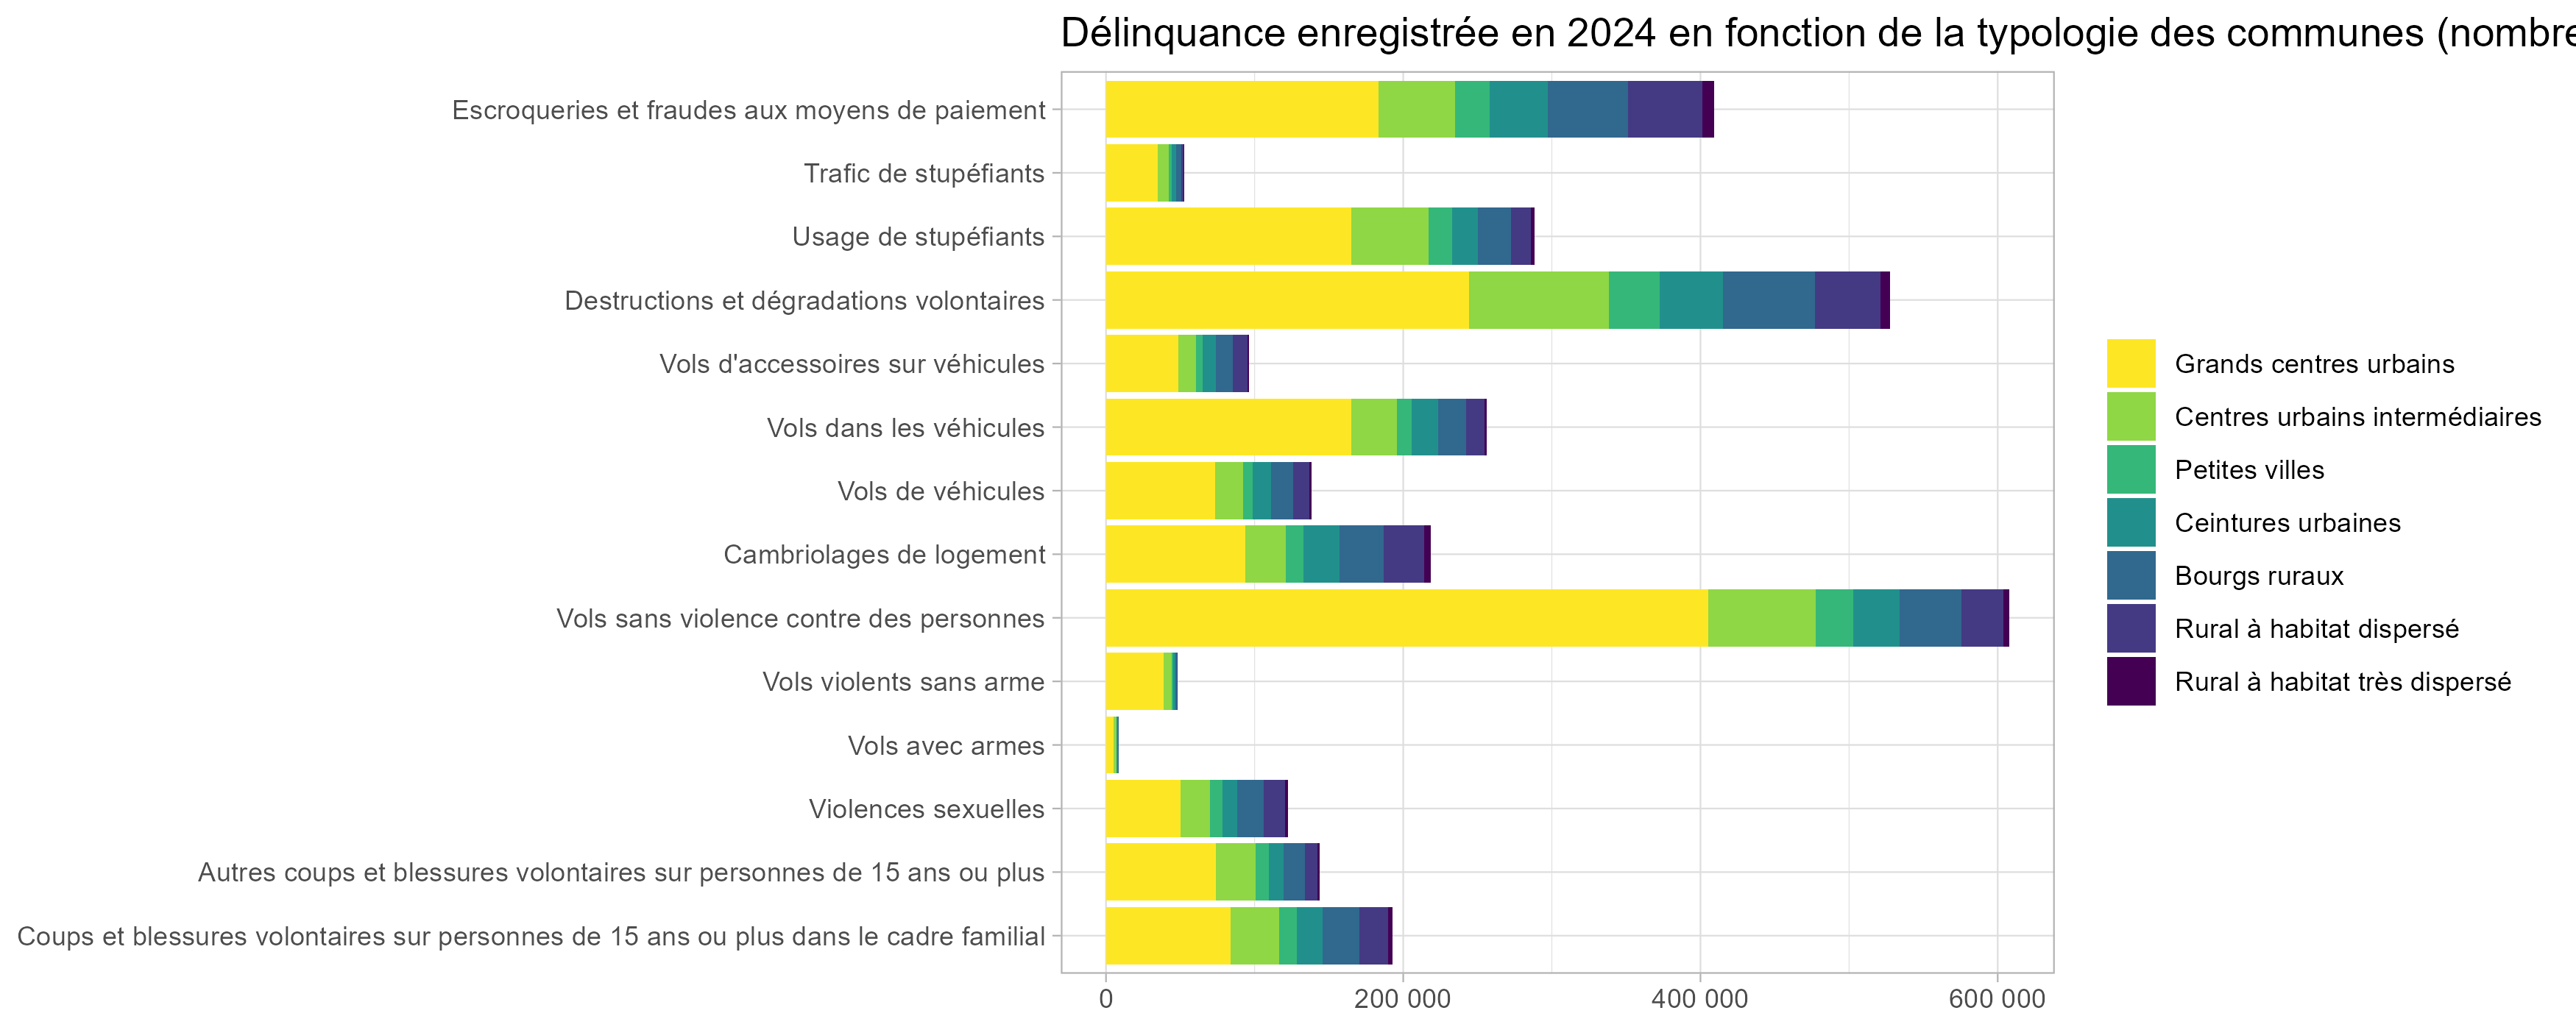 Délinquance enregistrée en 2024 en fonction de la typologie des communes (nombre
Escroqueries et fraudes aux moyens de paiement
Trafic de stupéfiants
Usage de stupéfiants
Destructions et dégradations volontaires
Vols d'accessoires sur véhicules
Vols dans les véhicules
Vols de véhicules
Cambriolages de logement
Vols sans violence contre des personnes
Vols violents sans arme
Vols avec armes
Violences sexuelles
Autres coups et blessures volontaires sur personnes de 15 ans ou plus
Coups et blessures volontaires sur personnes de 15 ans ou plus dans le cadre familial
0 200 000 400 000 600 000
Grands centres urbains
Centres urbains intermédiaires
Petites villes
Ceintures urbaines
Bourgs ruraux
Rural à habitat dispersé
Rural à habitat très dispersé